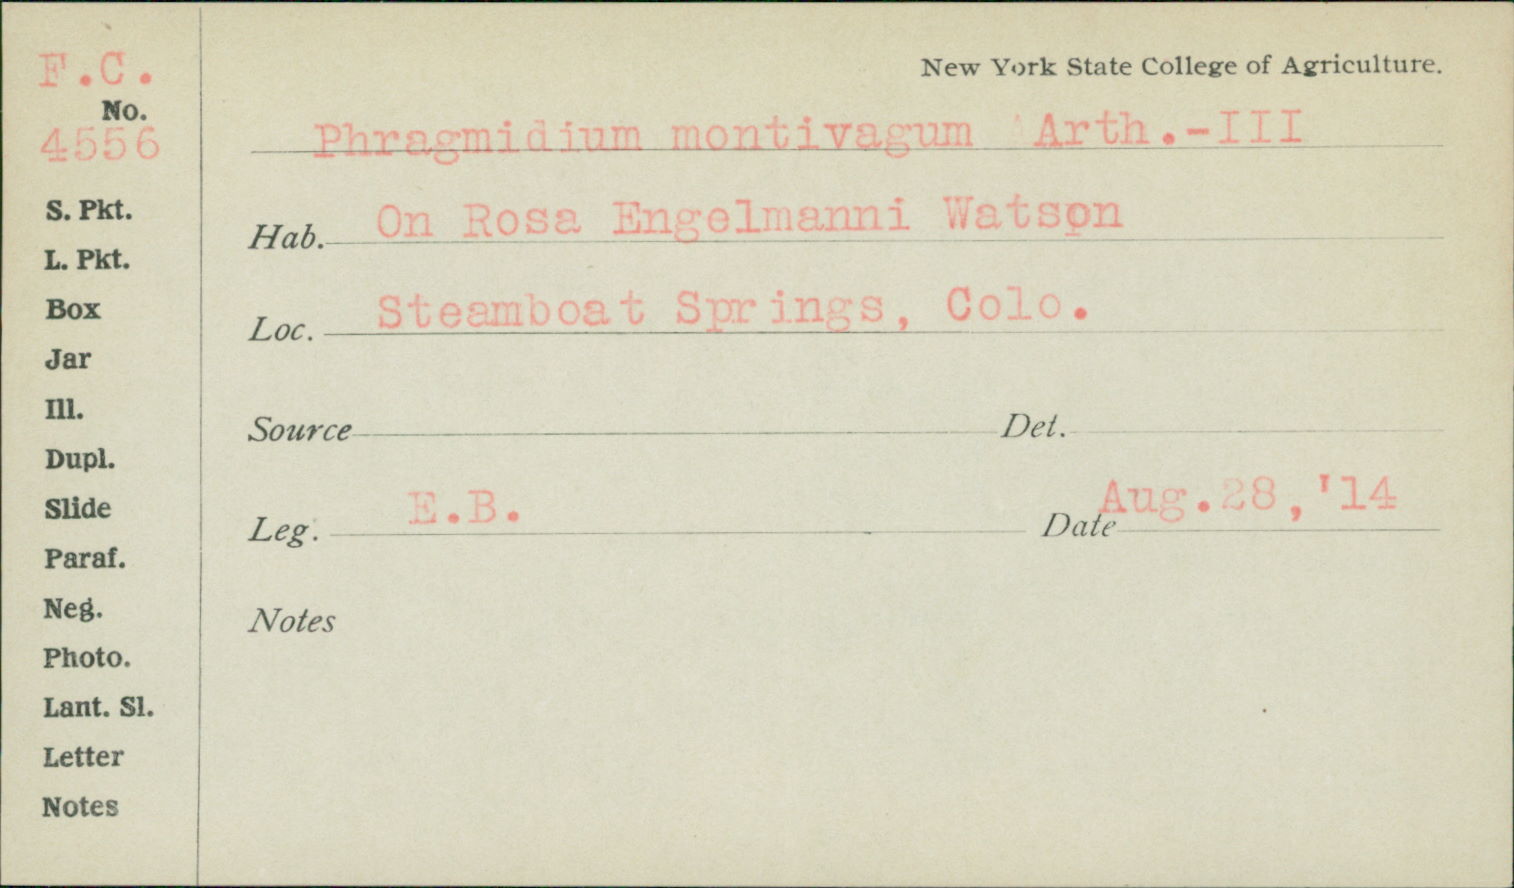 F.C.
No.
4556
S. Pkt.
L. Pkt.
Box
Jar
Ill.
Dupl.
Slide
Paraf.
Neg.
Photo.
Lant. Sl.
Letter
Notes
New York State College of Agriculture.
Phragmidium montivagum Arth.-III
Hab. On Rosa Engelmanni Watson
Loc. Steamboat Springs, Colo.
Source Det.
Leg. E.B. Date Aug.28,'14
Notes